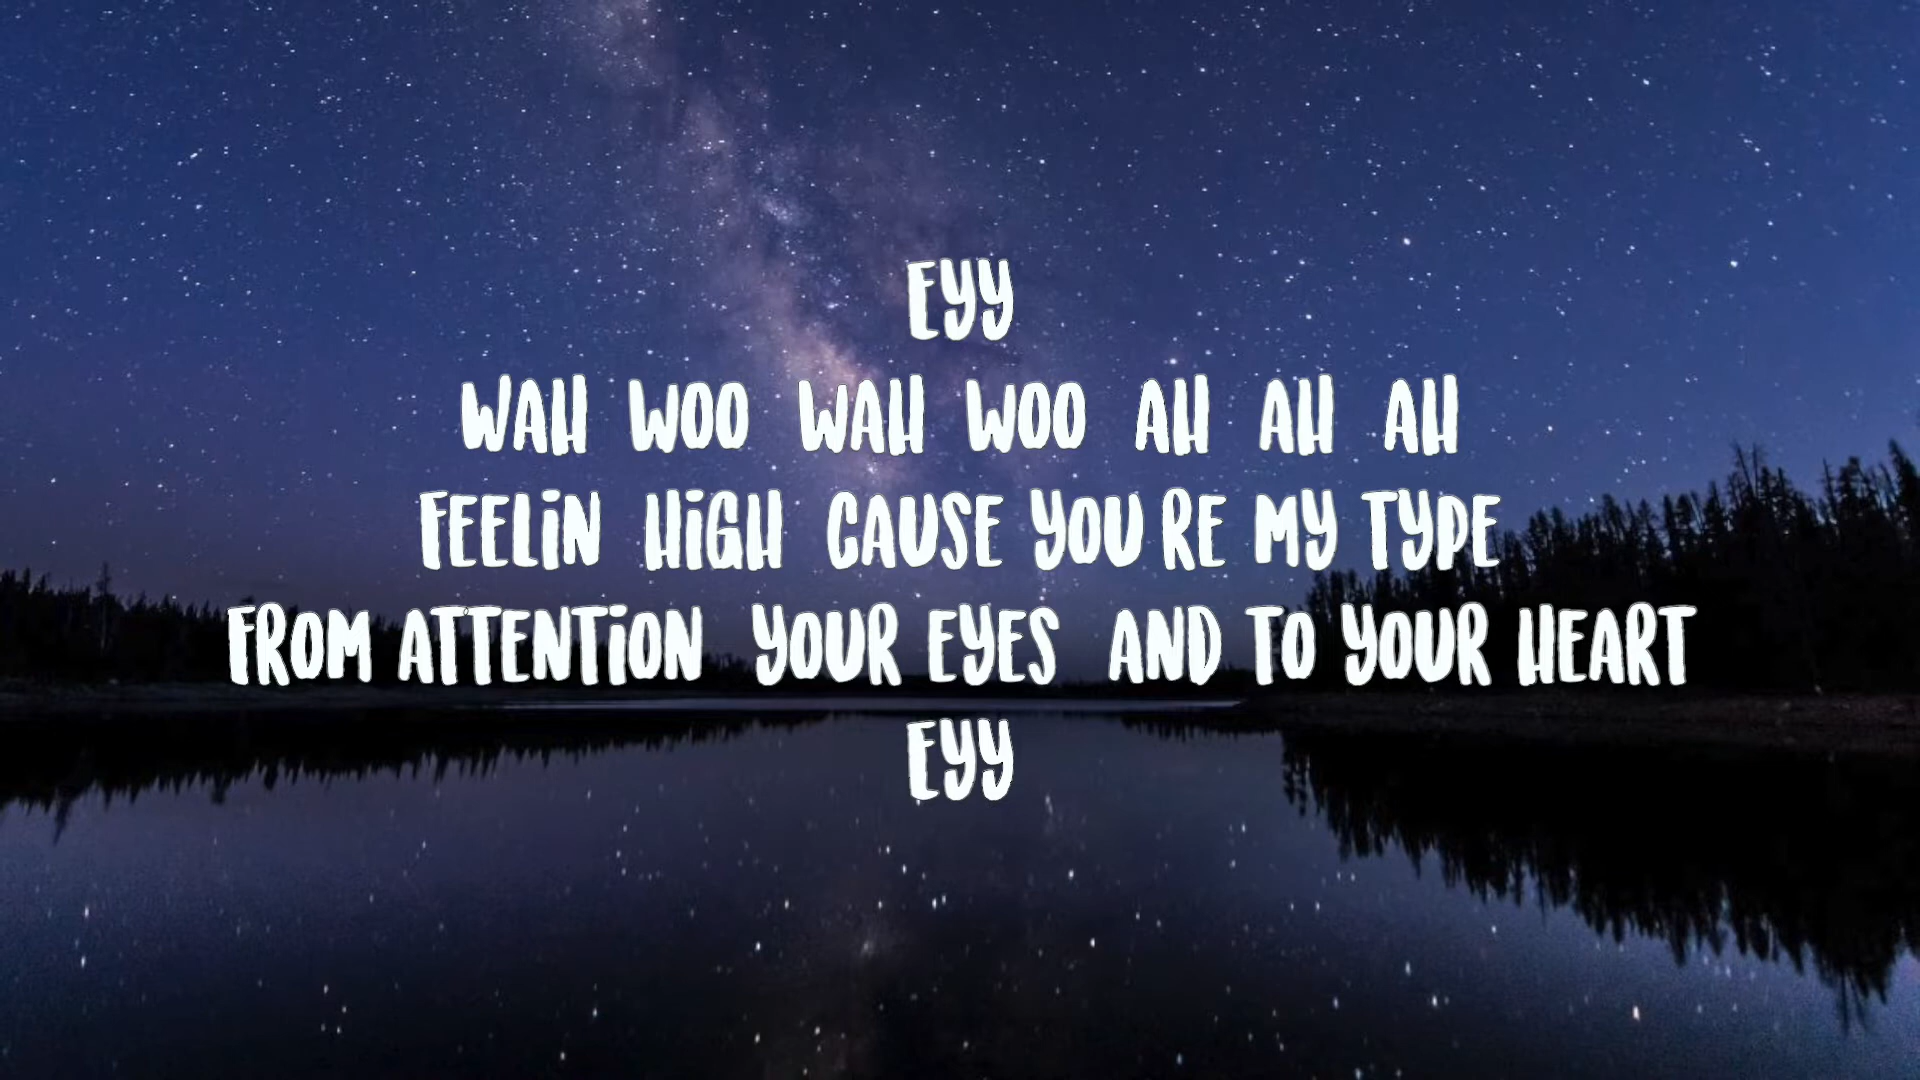 EYY
WAH WOO WAH WOO AH AH AH
FEELIN HIGH CAUSE YOU RE MY TYPE
FROM ATTENTION YOUR EYES AND TO YOUR HEART
EYY